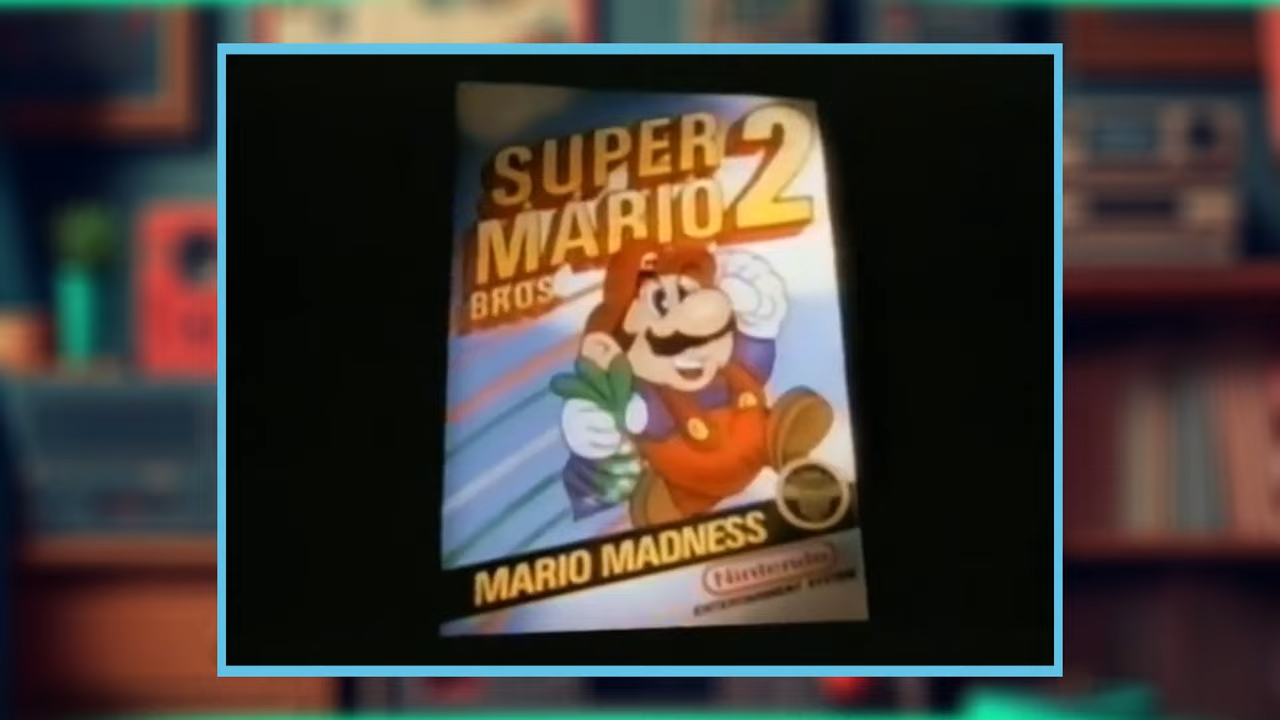 SUPER
MARIO 2
BROS
MARIO MADNESS
Nintendo
ENTERTAINMENT SYSTEM